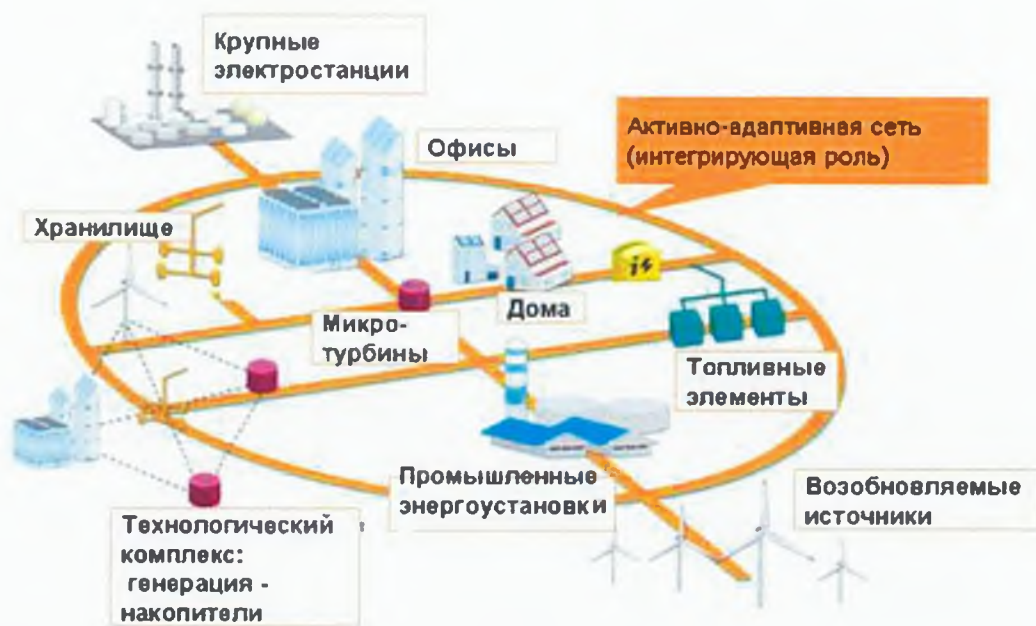 Крупные
электростанции
Активно-адаптивная сеть
(интегрирующая роль)
Офисы
Хранилище
Дома
Микро-
турбины
Топливные
элементы
Промышленные
энергоустановки
Возобновляемые
источники
Технологический
комплекс:
генерация -
накопители